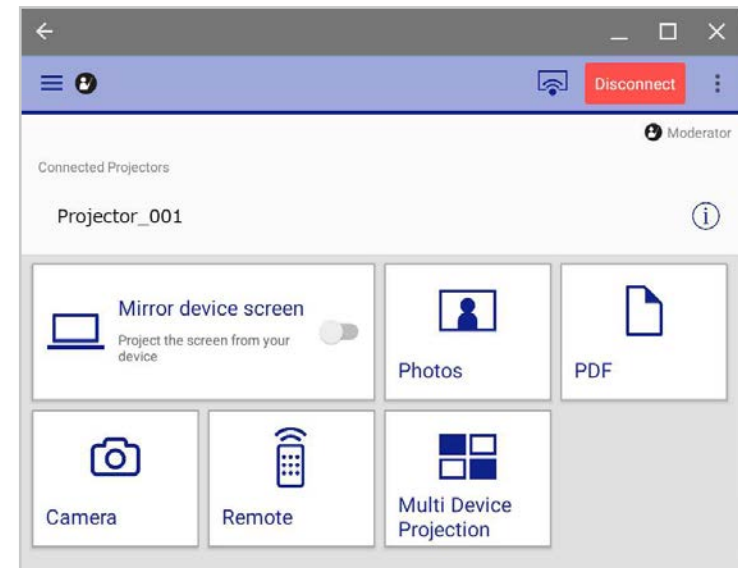 Disconnect
Moderator
Connected Projectors
Projector_001
Mirror device screen
Project the screen from your
device
Photos
PDF
Camera
Remote
Multi Device
Projection